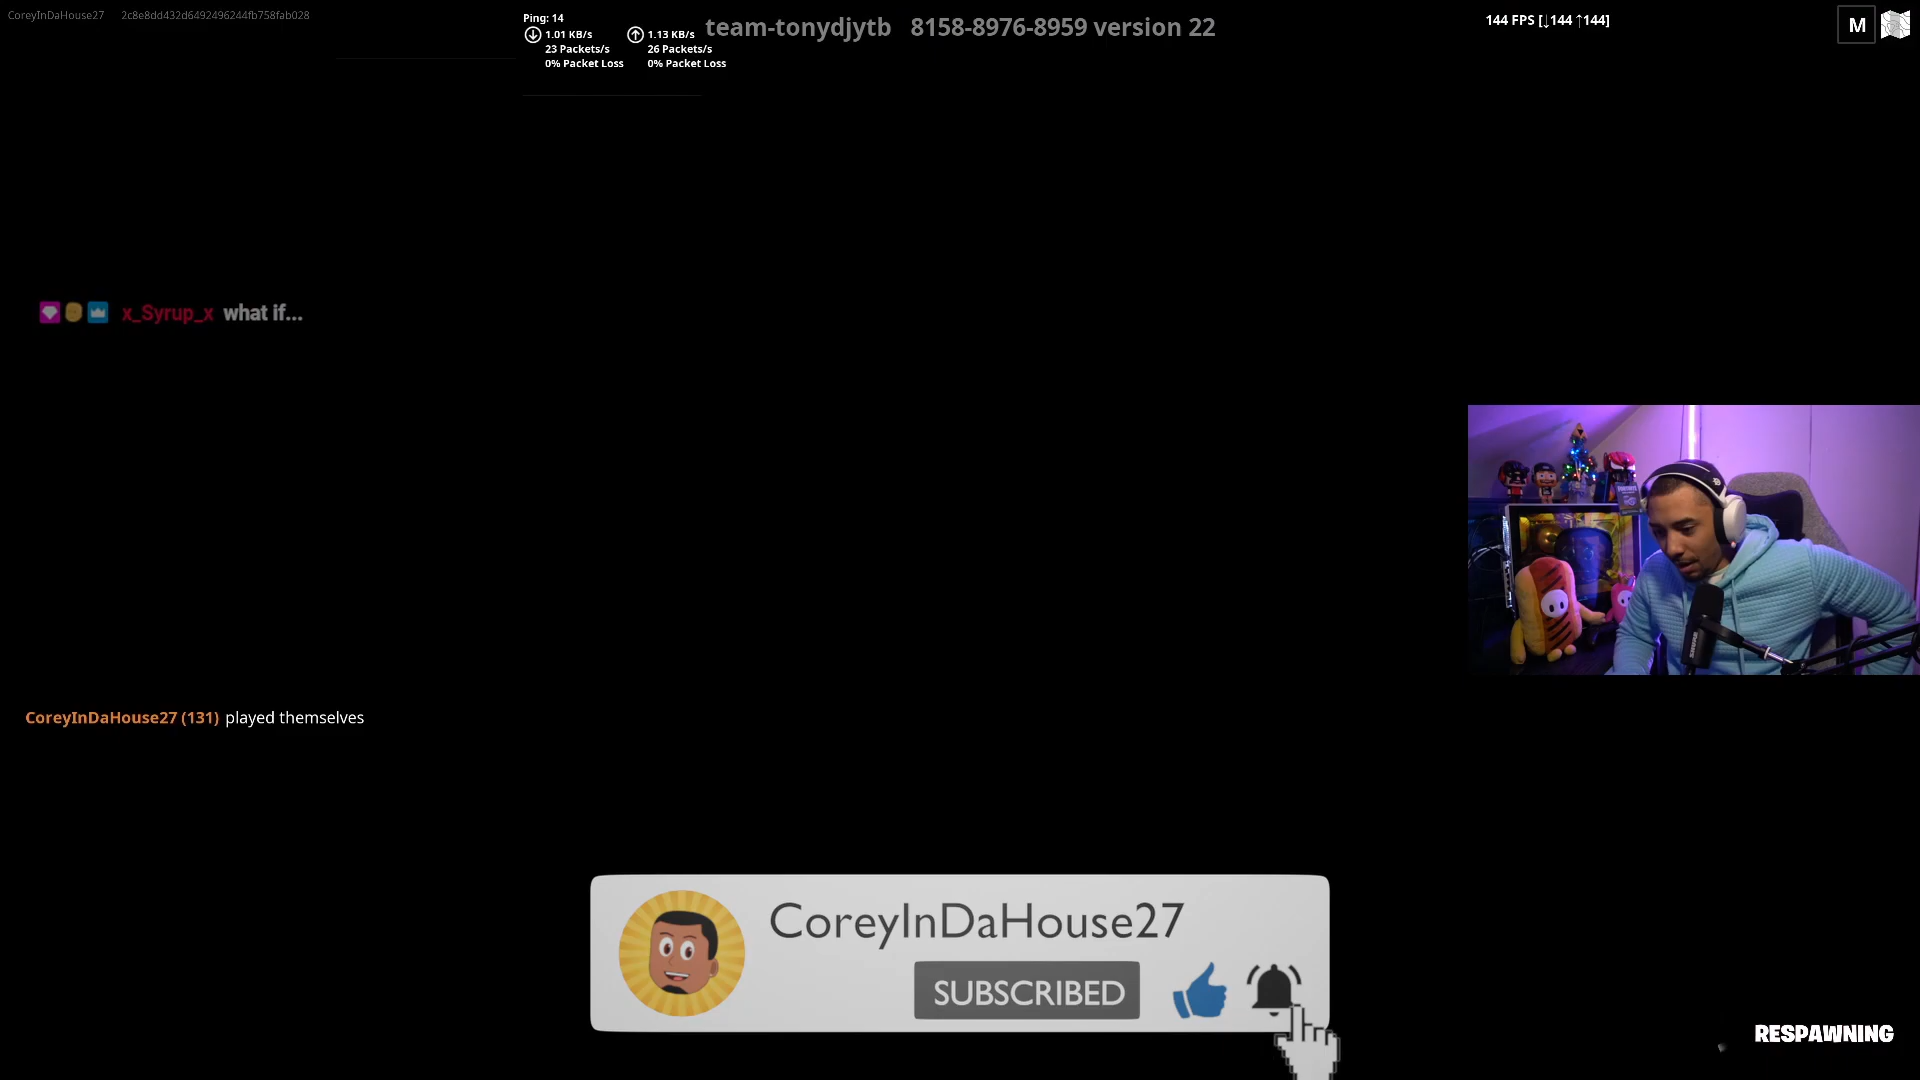 CoreyInDaHouse27 2c8e8dd432d6492496244fb758fab028
Ping: 14
1.01 KB/s 1.13 KB/s
23 Packets/s 26 Packets/s
0% Packet Loss 0% Packet Loss
team-tonydjytb 8158-8976-8959 version 22
144 FPS [↓144 ↑144]
M
x_Syrup_x what if...
CoreyInDaHouse27 (131) played themselves
CoreyInDaHouse27
SUBSCRIBED
RESPAWNING